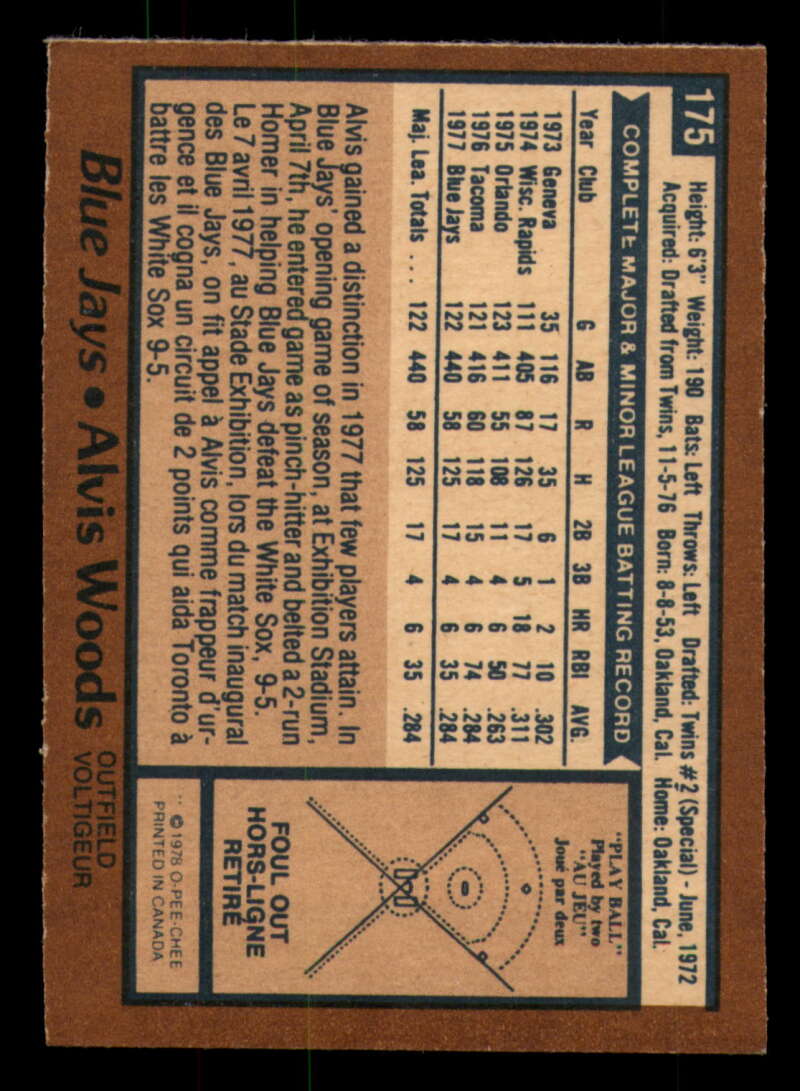 175
Height: 6'3" Weight: 190 Bats: Left Throws: Left Drafted: Twins #2 (Special) - June, 1972
Acquired: Drafted from Twins, 11-5-76 Born: 8-8-53, Oakland, Cal. Home: Oakland, Cal.
COMPLETE MAJOR & MINOR LEAGUE BATTING RECORD
Year Club G AB R H 2B 3B HR RBI AVG.
1973 Geneva 35 116 17 35 6 1 2 10 .302
1974 Wisc. Rapids 111 405 87 126 17 5 18 77 .311
1975 Orlando 123 411 55 108 11 4 6 50 .263
1976 Tacoma 121 416 60 118 15 4 6 74 .284
1977 Blue Jays 122 440 58 125 17 4 6 35 .284
Maj. Lea. Totals ... 122 440 58 125 17 4 6 35 .284
Alvis gained a distinction in 1977 that few players attain. In
Blue Jays' opening game of season, at Exhibition Stadium,
April 7th, he entered game as pinch-hitter and belted a 2-run
Homer in helping Blue Jays defeat the White Sox, 9-5.
Le 7 avril 1977, au Stade Exhibition, lors du match inaugural
des Blue Jays, on fit appel à Alvis comme frappeur d'ur-
gence et il cogna un circuit de 2 points qui aida Toronto à
battre les White Sox 9-5.
"PLAY BALL"
Played by two
"AU JEU"
Joué par deux
FOUL OUT
HORS-LIGNE
RETIRÉ
©1978 O-PEE-CHEE
PRINTED IN CANADA
Blue Jays • Alvis Woods
OUTFIELD
VOLTIGEUR